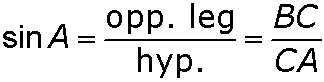 sin A = opp. leg / hyp. = BC / CA